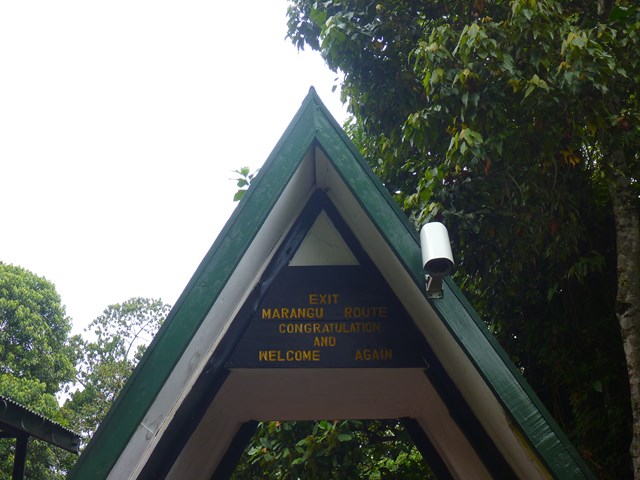 EXIT
MARANGU ROUTE
CONGRATULATION
AND
WELCOME AGAIN